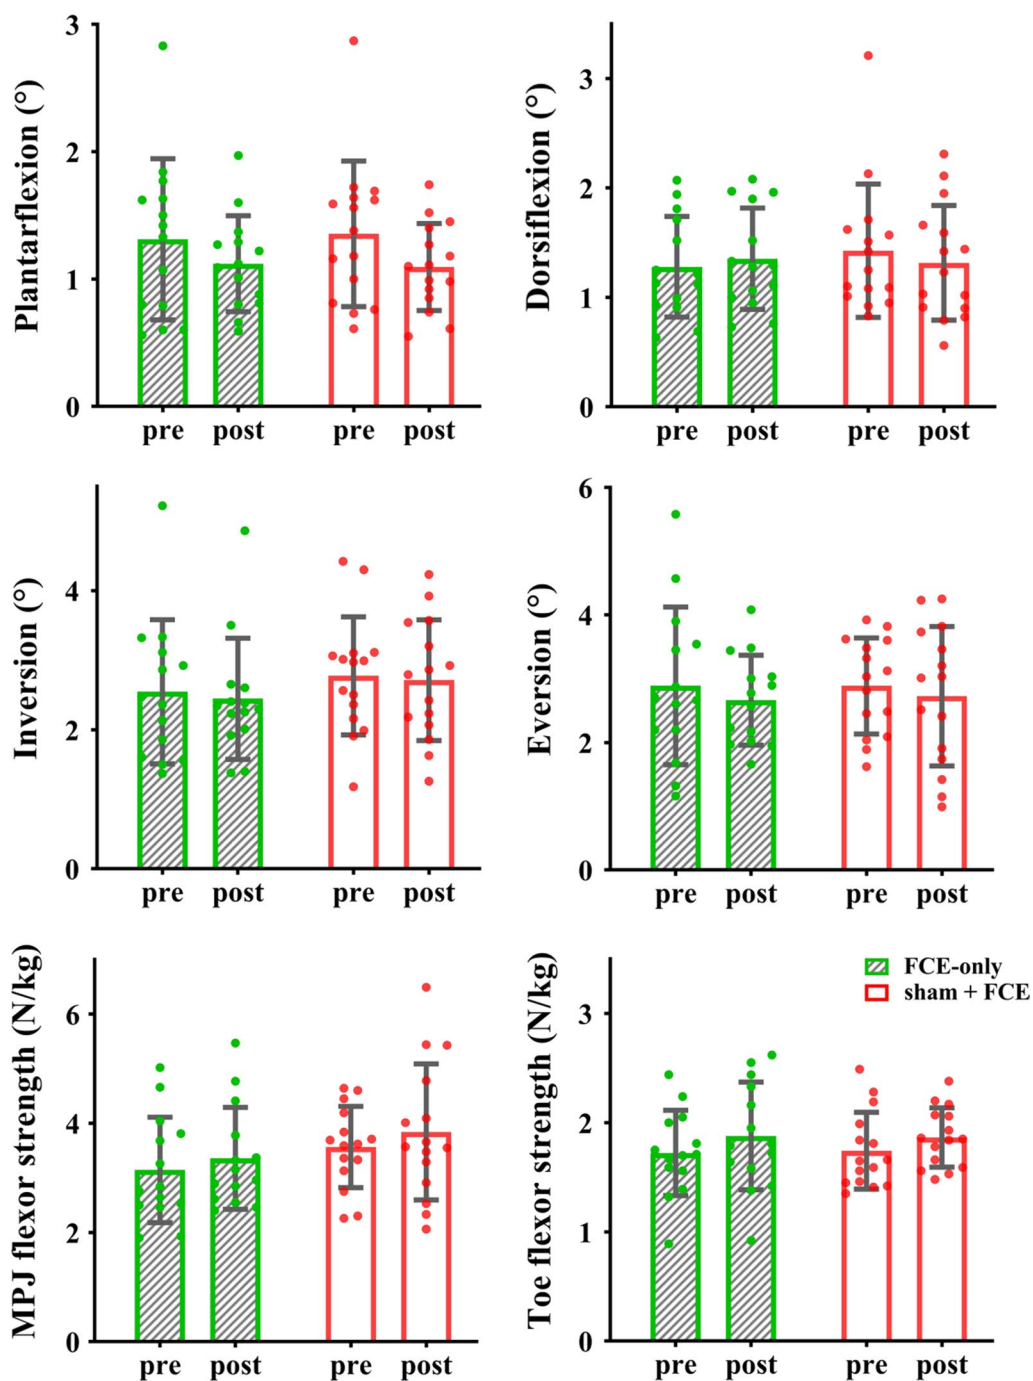 Plantarflexion (°)
3
2
1
0
pre
post
pre
post
Dorsiflexion (°)
3
2
1
0
pre
post
pre
post
Inversion (°)
4
2
0
pre
post
pre
post
Eversion (°)
6
4
2
0
pre
post
pre
post
MPJ flexor strength (N/kg)
6
4
2
0
pre
post
pre
post
Toe flexor strength (N/kg)
3
2
1
0
FCE-only
sham + FCE
pre
post
pre
post